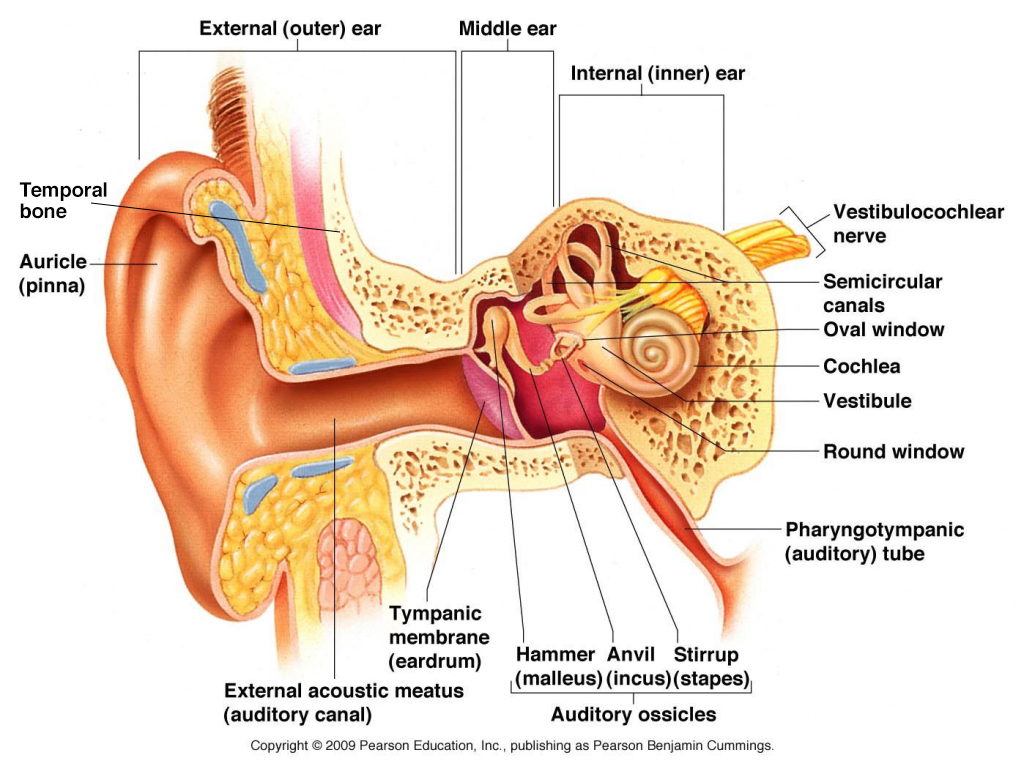 External (outer) ear
Middle ear
Internal (inner) ear
Temporal
bone
Auricle
(pinna)
Vestibulocochlear
nerve
Semicircular
canals
Oval window
Cochlea
Vestibule
Round window
Pharyngotympanic
(auditory) tube
Tympanic
membrane
(eardrum)
Hammer
(malleus)
Anvil
(incus)
Stirrup
(stapes)
Auditory ossicles
External acoustic meatus
(auditory canal)
Copyright © 2009 Pearson Education, Inc., publishing as Pearson Benjamin Cummings.